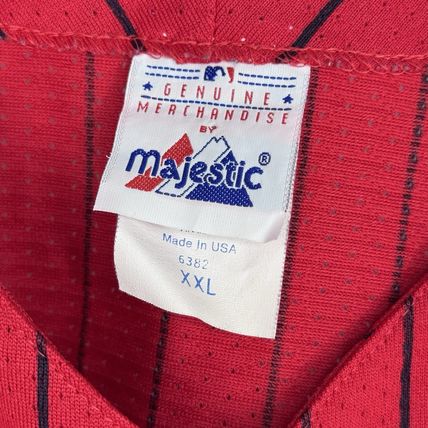 GENUINE
MERCHANDISE
BY
Majestic®
Made In USA
6382
XXL